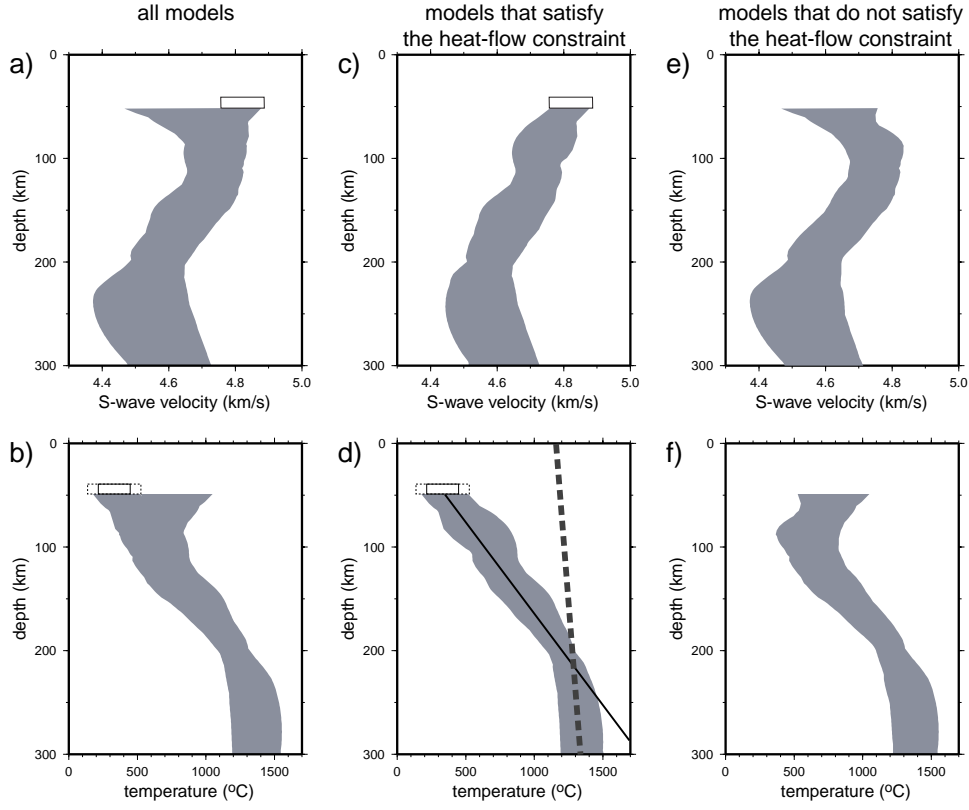 all models
models that satisfy
the heat-flow constraint
models that do not satisfy
the heat-flow constraint
a)
0
100
200
300
depth (km)
4.4 4.6 4.8 5.0
S-wave velocity (km/s)
c)
0
100
200
300
depth (km)
4.4 4.6 4.8 5.0
S-wave velocity (km/s)
e)
0
100
200
300
depth (km)
4.4 4.6 4.8 5.0
S-wave velocity (km/s)
b)
0
100
200
300
depth (km)
0 500 1000 1500
temperature (ºC)
d)
0
100
200
300
depth (km)
0 500 1000 1500
temperature (ºC)
f)
0
100
200
300
depth (km)
0 500 1000 1500
temperature (ºC)